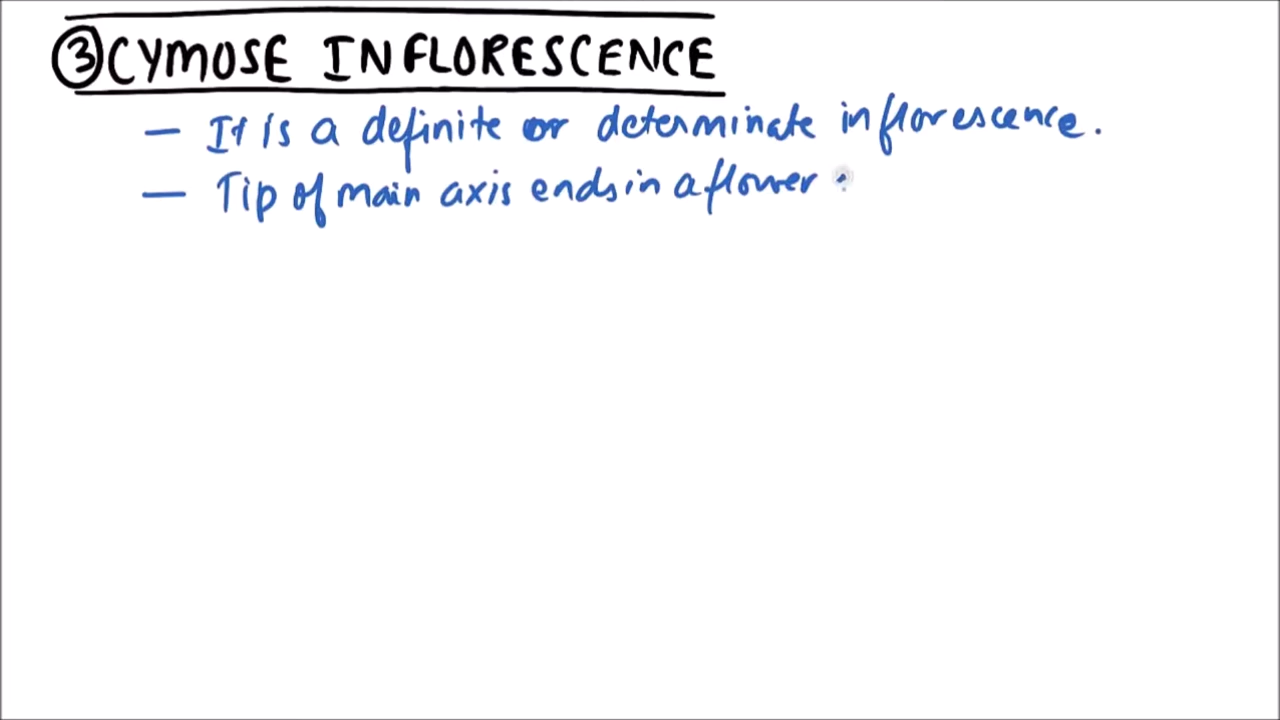 ③ CYMOSE INFLORESCENCE
— It is a definite or determinate inflorescence.
— Tip of main axis ends in a flower.